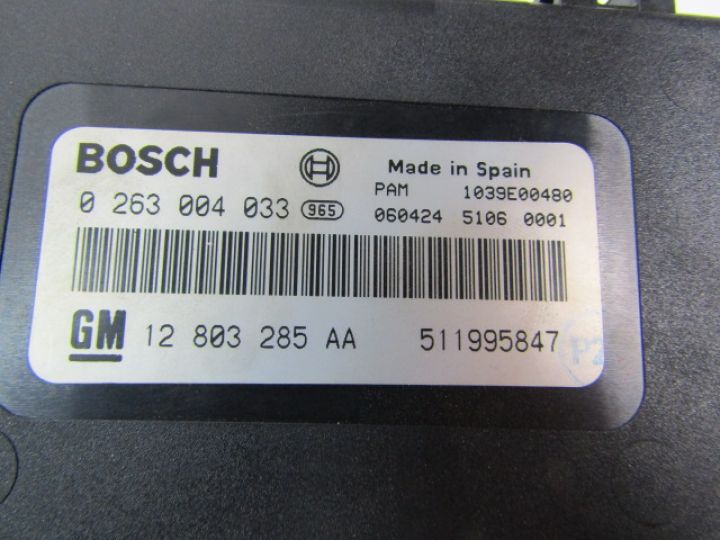 BOSCH Made in Spain
PAM 1039E00480
0 263 004 033 965 060424 5106 0001
GM 12 803 285 AA 511995847 P2